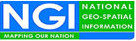 NGI
NATIONAL
GEO-SPATIAL
INFORMATION
MAPPING OUR NATION